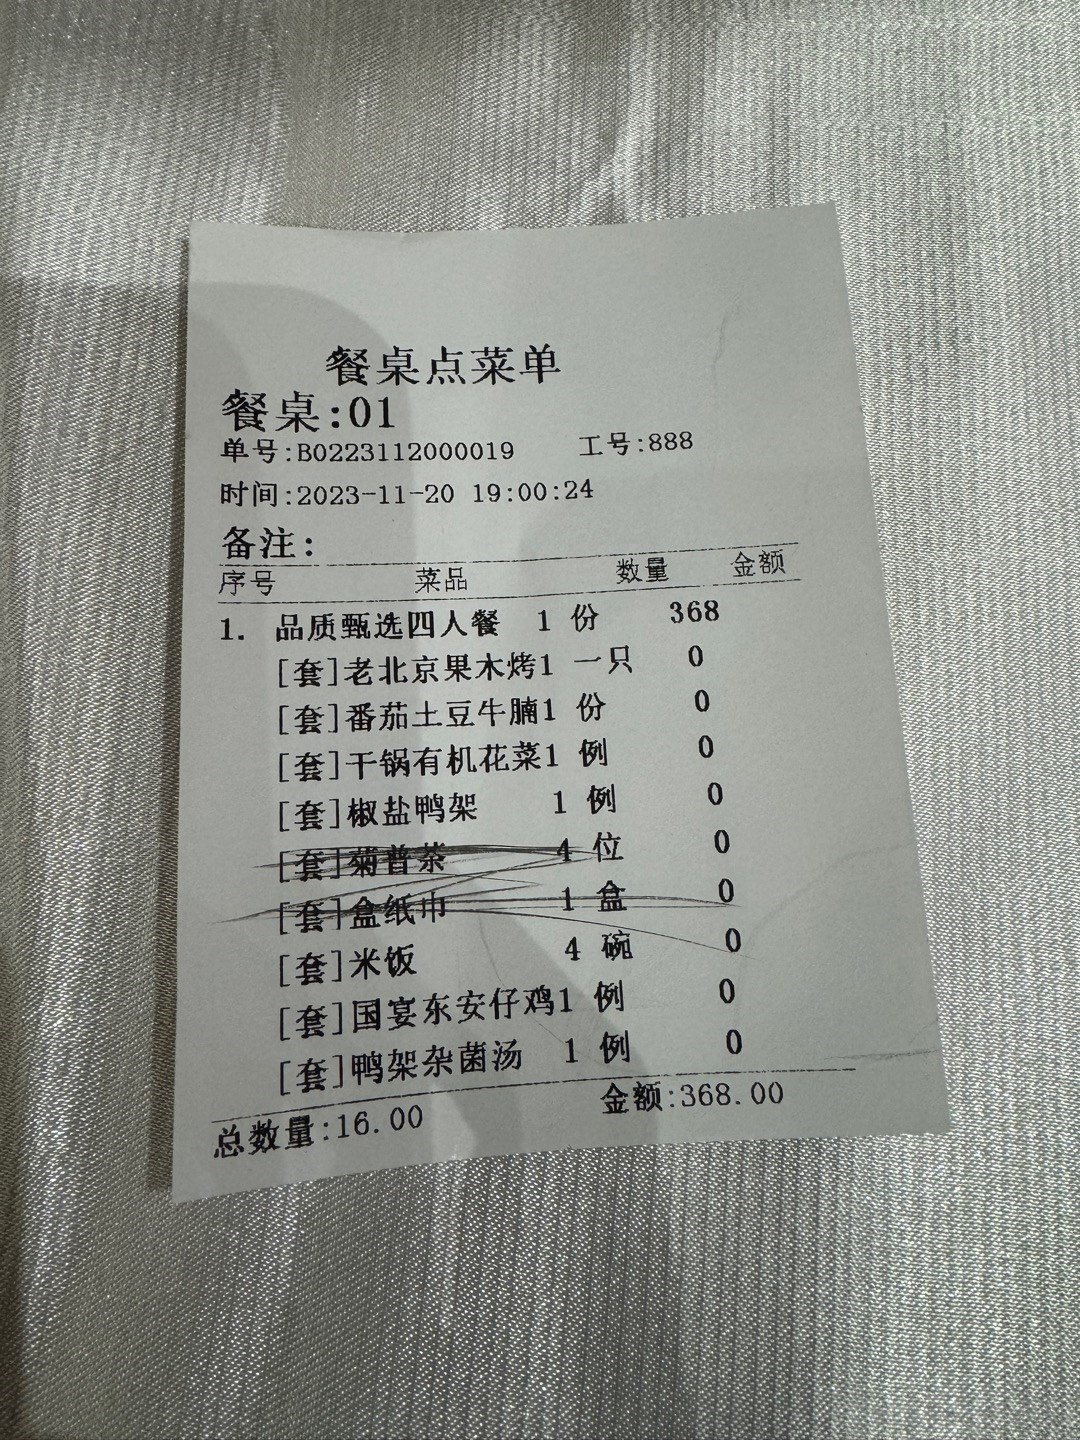 餐桌点菜单
餐桌:01
单号:B0223112000019 工号:888
时间:2023-11-20 19:00:24
备注:
序号 菜品 数量 金额
1. 品质甄选四人餐 1 份 368
[套]老北京果木烤1 一只 0
[套]番茄土豆牛腩1 份 0
[套]干锅有机花菜1 例 0
[套]椒盐鸭架 1 例 0
[套]菊普茶 4 位 0
[套]盒纸巾 1 盒 0
[套]米饭 4 碗 0
[套]国宴东安仔鸡1 例 0
[套]鸭架杂菌汤 1 例 0
总数量:16.00 金额:368.00